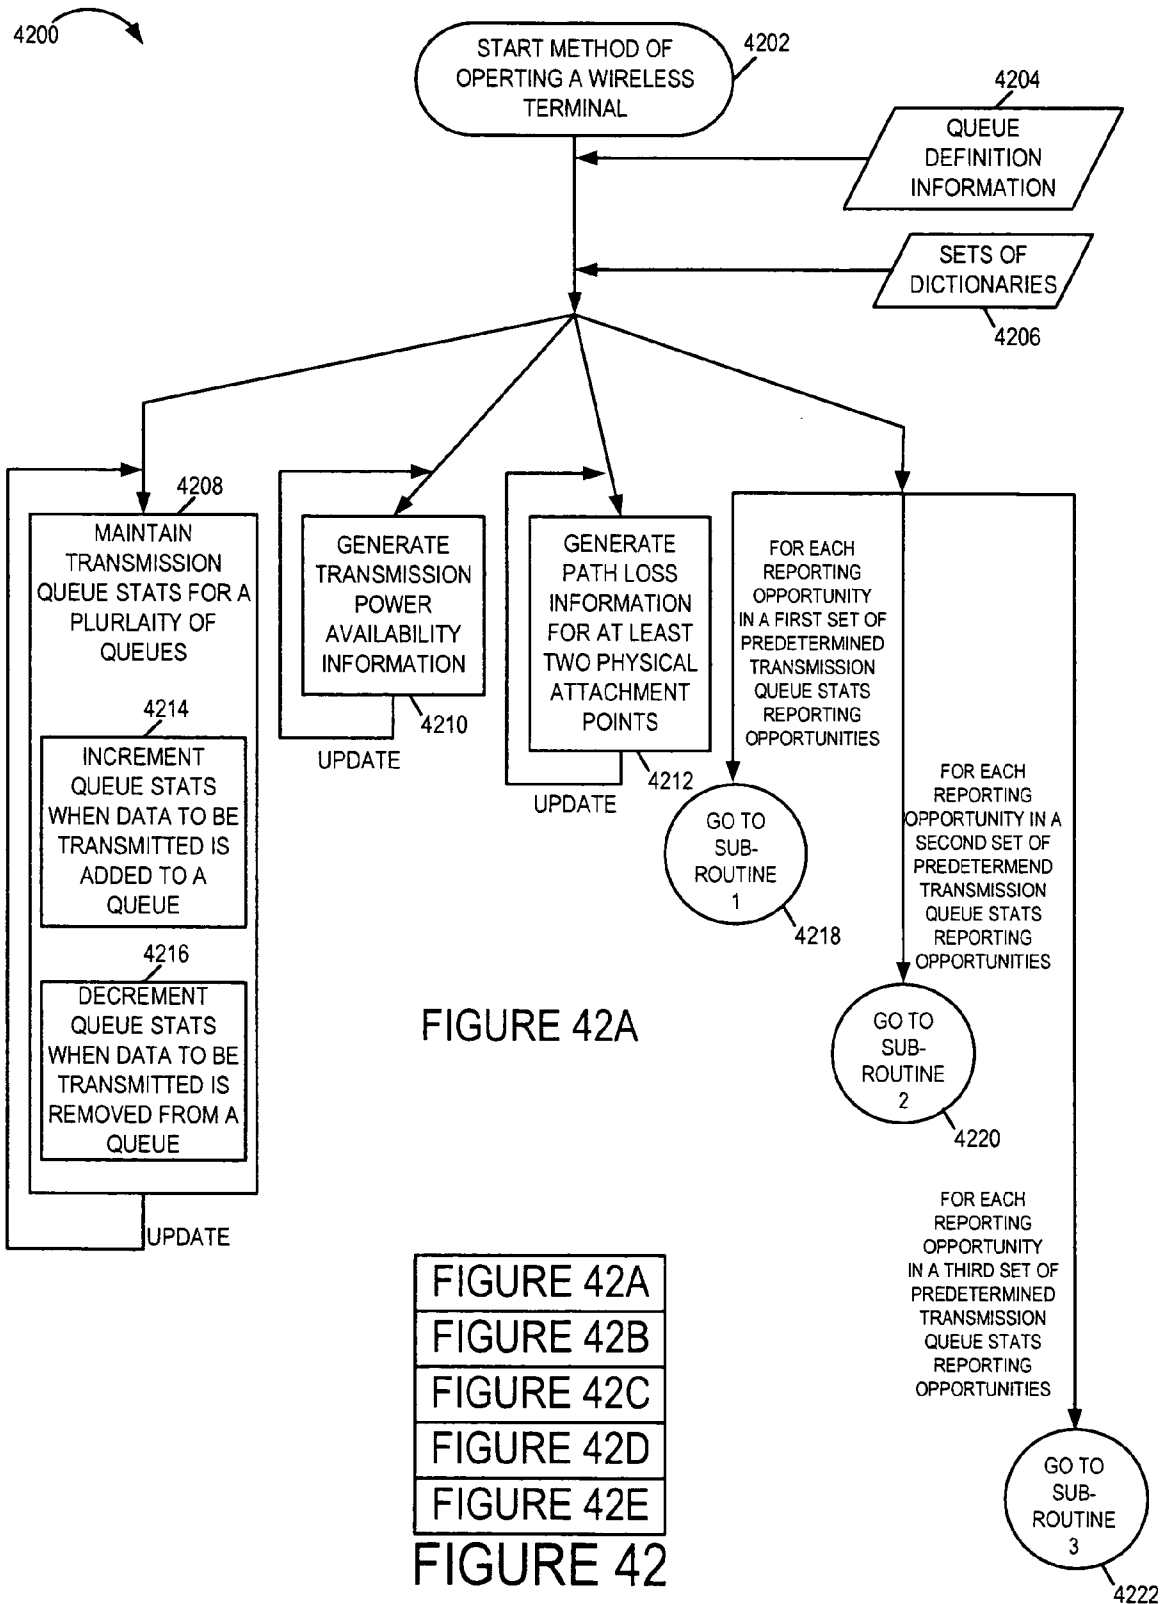 4200
START METHOD OF
OPERTING A WIRELESS
TERMINAL
4202
4204
QUEUE
DEFINITION
INFORMATION
SETS OF
DICTIONARIES
4206
4208
MAINTAIN
TRANSMISSION
QUEUE STATS FOR A
PLURLAITY OF
QUEUES
4214
INCREMENT
QUEUE STATS
WHEN DATA TO BE
TRANSMITTED IS
ADDED TO A
QUEUE
4216
DECREMENT
QUEUE STATS
WHEN DATA TO BE
TRANSMITTED IS
REMOVED FROM A
QUEUE
UPDATE
GENERATE
TRANSMISSION
POWER
AVAILABILITY
INFORMATION
4210
UPDATE
GENERATE
PATH LOSS
INFORMATION
FOR AT LEAST
TWO PHYSICAL
ATTACHMENT
POINTS
4212
UPDATE
FOR EACH
REPORTING
OPPORTUNITY
IN A FIRST SET OF
PREDETERMINED
TRANSMISSION
QUEUE STATS
REPORTING
OPPORTUNITIES
GO TO
SUB-
ROUTINE
1
4218
FOR EACH
REPORTING
OPPORTUNITY IN A
SECOND SET OF
PREDETERMEND
TRANSMISSION
QUEUE STATS
REPORTING
OPPORTUNITIES
GO TO
SUB-
ROUTINE
2
4220
FOR EACH
REPORTING
OPPORTUNITY
IN A THIRD SET OF
PREDETERMINED
TRANSMISSION
QUEUE STATS
REPORTING
OPPORTUNITIES
GO TO
SUB-
ROUTINE
3
4222
FIGURE 42A
FIGURE 42A
FIGURE 42B
FIGURE 42C
FIGURE 42D
FIGURE 42E
FIGURE 42